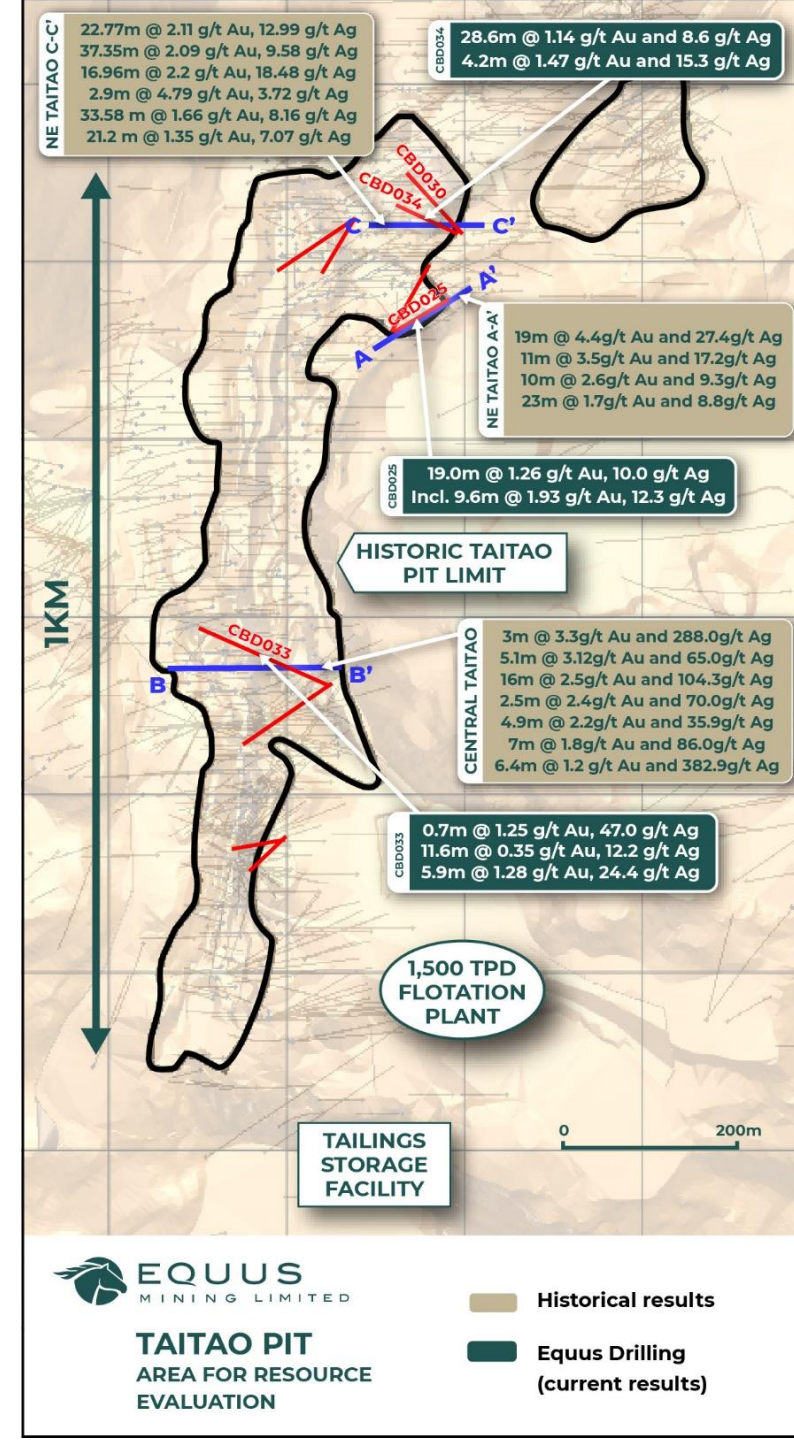 NE TAITAO C-C'
22.77m @ 2.11 g/t Au, 12.99 g/t Ag
37.35m @ 2.09 g/t Au, 9.58 g/t Ag
16.96m @ 2.2 g/t Au, 18.48 g/t Ag
2.9m @ 4.79 g/t Au, 3.72 g/t Ag
33.58 m @ 1.66 g/t Au, 8.16 g/t Ag
21.2 m @ 1.35 g/t Au, 7.07 g/t Ag
CBD034
28.6m @ 1.14 g/t Au and 8.6 g/t Ag
4.2m @ 1.47 g/t Au and 15.3 g/t Ag
CBD030
CBD034
C
C'
A'
CBD025
A
NE TAITAO A-A'
19m @ 4.4g/t Au and 27.4g/t Ag
11m @ 3.5g/t Au and 17.2g/t Ag
10m @ 2.6g/t Au and 9.3g/t Ag
23m @ 1.7g/t Au and 8.8g/t Ag
CBD025
19.0m @ 1.26 g/t Au, 10.0 g/t Ag
Incl. 9.6m @ 1.93 g/t Au, 12.3 g/t Ag
HISTORIC TAITAO
PIT LIMIT
1KM
CBD033
B
B'
CENTRAL TAITAO
3m @ 3.3g/t Au and 288.0g/t Ag
5.1m @ 3.12g/t Au and 65.0g/t Ag
16m @ 2.5g/t Au and 104.3g/t Ag
2.5m @ 2.4g/t Au and 70.0g/t Ag
4.9m @ 2.2g/t Au and 35.9g/t Ag
7m @ 1.8g/t Au and 86.0g/t Ag
6.4m @ 1.2 g/t Au and 382.9g/t Ag
CBD033
0.7m @ 1.25 g/t Au, 47.0 g/t Ag
11.6m @ 0.35 g/t Au, 12.2 g/t Ag
5.9m @ 1.28 g/t Au, 24.4 g/t Ag
1,500 TPD
FLOTATION
PLANT
0 200m
TAILINGS
STORAGE
FACILITY
EQUUS
MINING LIMITED
TAITAO PIT
AREA FOR RESOURCE
EVALUATION
Historical results
Equus Drilling
(current results)